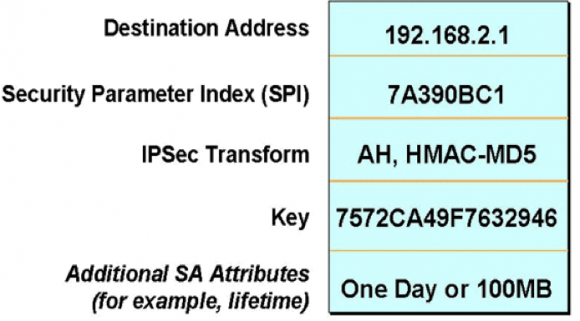 Destination Address 192.168.2.1
Security Parameter Index (SPI) 7A390BC1
IPSec Transform AH, HMAC-MD5
Key 7572CA49F7632946
Additional SA Attributes
(for example, lifetime) One Day or 100MB